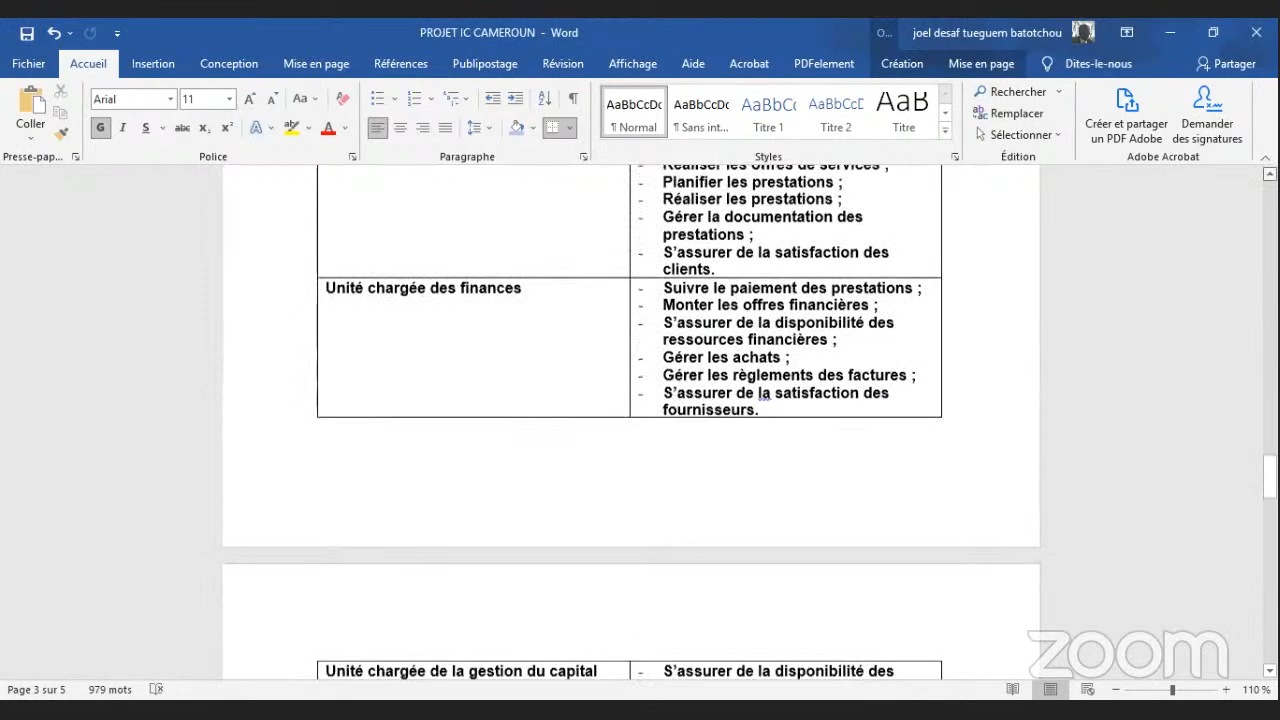 PROJET IC CAMEROUN - Word
O...
joel desaf tueguem batotchou
Fichier
Accueil
Insertion
Conception
Mise en page
Références
Publipostage
Révision
Affichage
Aide
Acrobat
PDFelement
Création
Mise en page
Dites-le-nous
Partager
Coller
Presse-pap...
Arial
11
G I S abc x₂ x²
Police
Paragraphe
AaBbCcDc
¶ Normal
AaBbCcDc
¶ Sans int...
AaBbCc
Titre 1
AaBbCcD
Titre 2
AaB
Titre
Styles
Rechercher
Remplacer
Sélectionner
Édition
Créer et partager
un PDF Adobe
Demander
des signatures
Adobe Acrobat
- Réaliser les offres de services ;
- Planifier les prestations ;
- Réaliser les prestations ;
- Gérer la documentation des
prestations ;
- S'assurer de la satisfaction des
clients.
Unité chargée des finances
- Suivre le paiement des prestations ;
- Monter les offres financières ;
- S'assurer de la disponibilité des
ressources financières ;
- Gérer les achats ;
- Gérer les règlements des factures ;
- S'assurer de la satisfaction des
fournisseurs.
Unité chargée de la gestion du capital
- S'assurer de la disponibilité des
zoom
Page 3 sur 5
979 mots
110 %